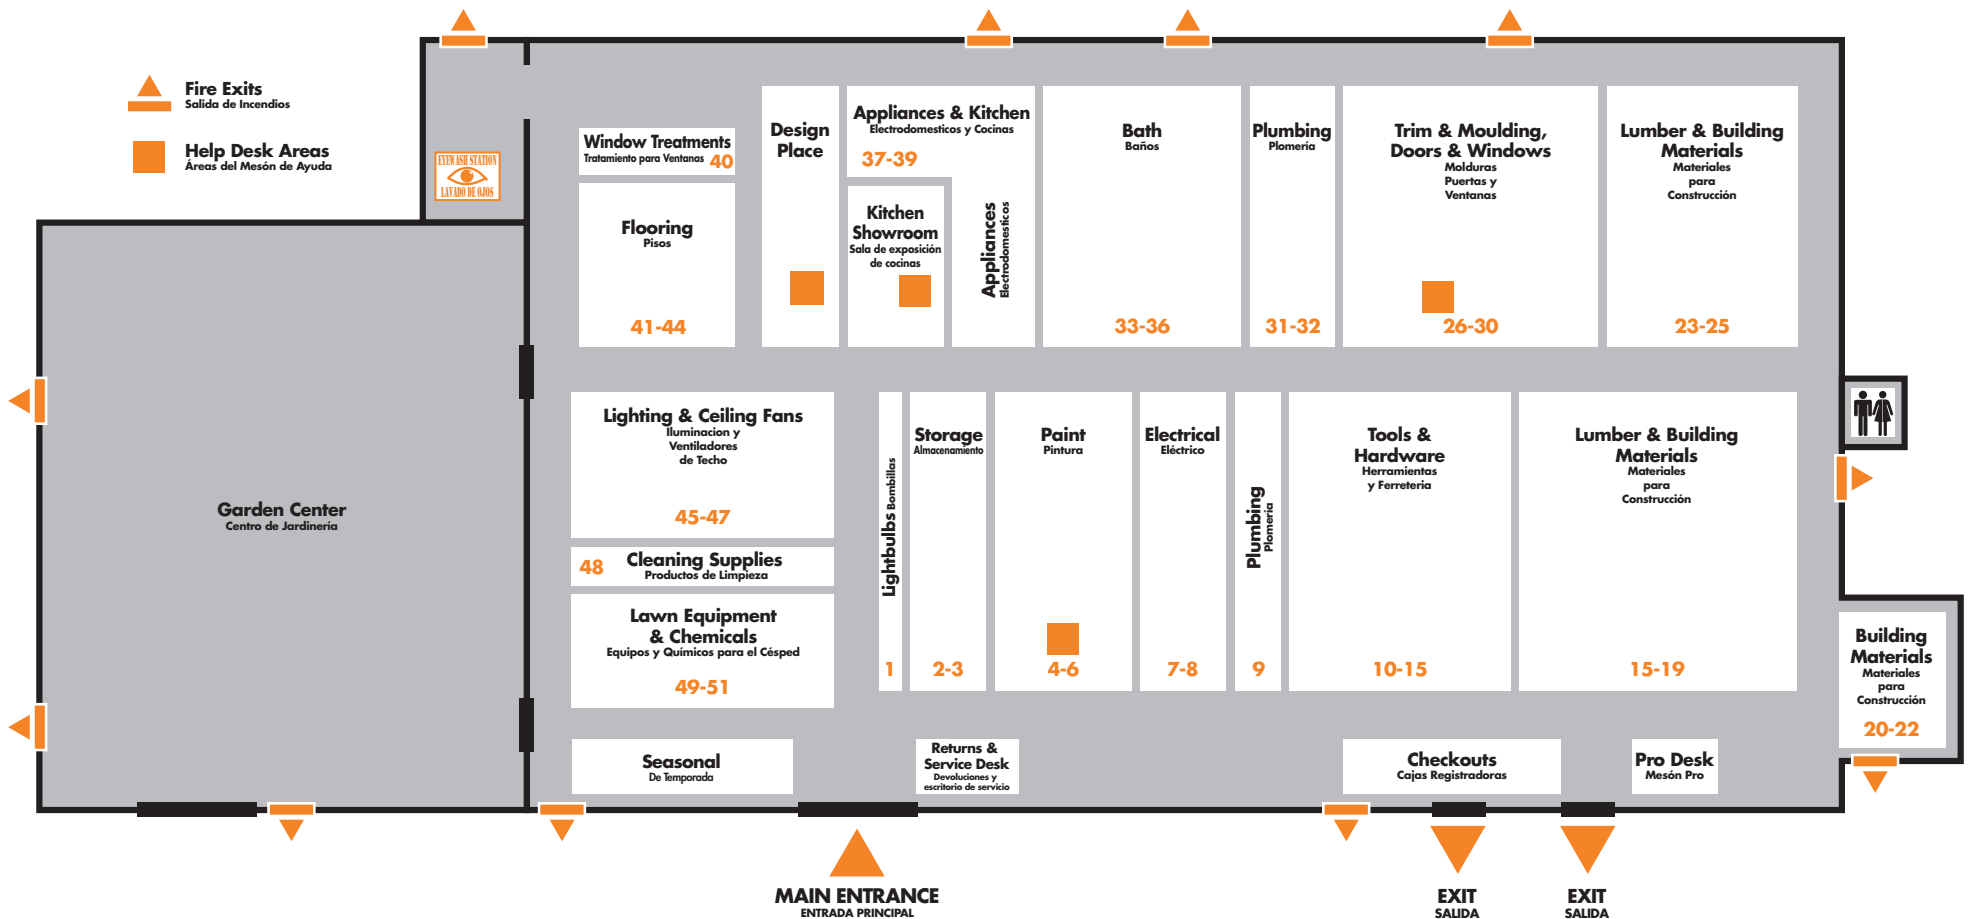 Fire Exits
Salida de Incendios
Help Desk Areas
Áreas del Mesón de Ayuda
EYEWASH STATION
LAVADO DE OJOS
Window Treatments
Tratamiento para Ventanas 40
Flooring
Pisos
41-44
Design
Place
Appliances & Kitchen
Electrodomesticos y Cocinas
37-39
Kitchen
Showroom
Sala de exposición
de cocinas
Appliances
Electrodomesticos
Bath
Baños
33-36
Plumbing
Plomería
31-32
Trim & Moulding,
Doors & Windows
Molduras
Puertas y
Ventanas
26-30
Lumber & Building
Materials
Materiales
para
Construcción
23-25
Garden Center
Centro de Jardinería
Lighting & Ceiling Fans
Iluminacion y
Ventiladores
de Techo
45-47
48 Cleaning Supplies
Productos de Limpieza
Lawn Equipment
& Chemicals
Equipos y Químicos para el Césped
49-51
Lightbulbs Bombillas
1
Storage
Almacenamiento
2-3
Paint
Pintura
4-6
Electrical
Eléctrico
7-8
Plumbing
Plomería
9
Tools &
Hardware
Herramientas
y Ferreteria
10-15
Lumber & Building
Materials
Materiales
para
Construcción
15-19
Building
Materials
Materiales
para
Construcción
20-22
Seasonal
De Temporada
Returns &
Service Desk
Devoluciones y
escritorio de servicio
Checkouts
Cajas Registradoras
Pro Desk
Mesón Pro
MAIN ENTRANCE
ENTRADA PRINCIPAL
EXIT
SALIDA
EXIT
SALIDA